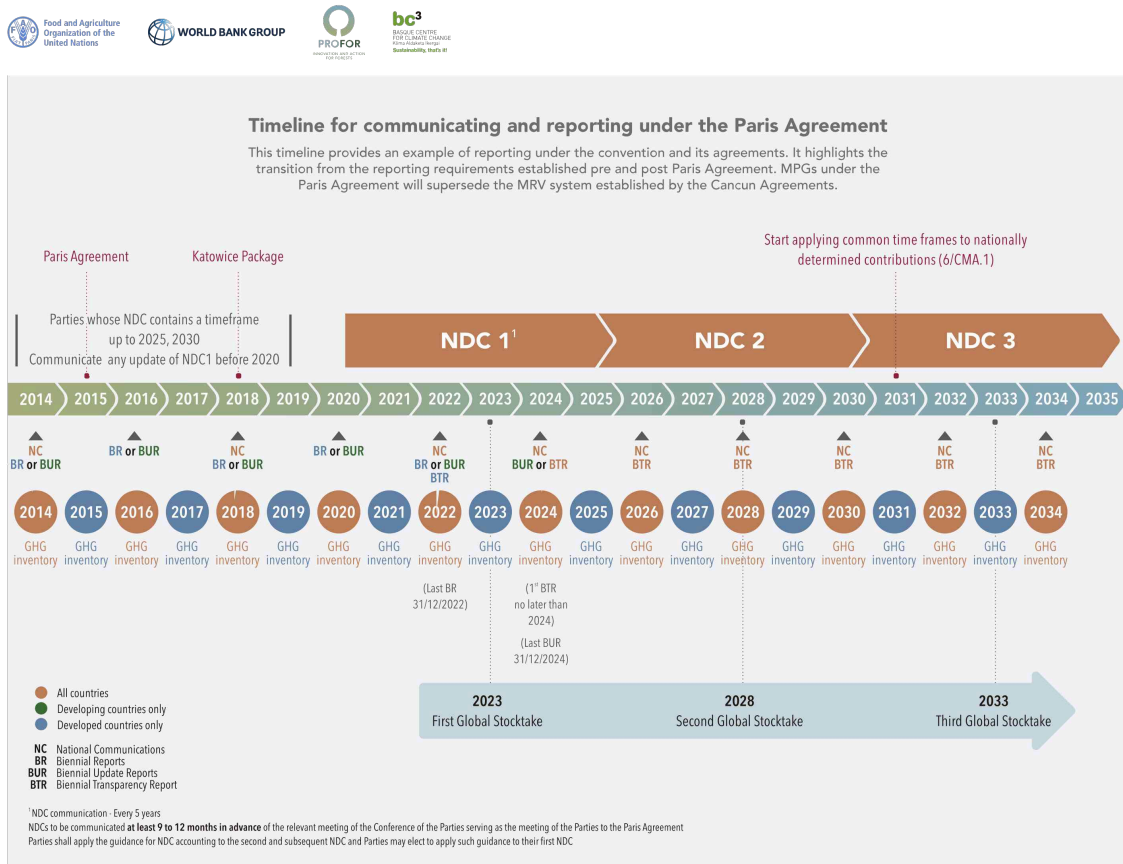 Food and Agriculture
Organization of the
United Nations
WORLD BANK GROUP
PROFOR
INNOVATION AND ACTION
FOR FORESTS
bc3
BASQUE CENTRE
FOR CLIMATE CHANGE
Klima Aldaketa Ikergai
Sustainability, that's it!
Timeline for communicating and reporting under the Paris Agreement
This timeline provides an example of reporting under the convention and its agreements. It highlights the
transition from the reporting requirements established pre and post Paris Agreement. MPGs under the
Paris Agreement will supersede the MRV system established by the Cancun Agreements.
Paris Agreement
Katowice Package
Start applying common time frames to nationally
determined contributions (6/CMA.1)
Parties whose NDC contains a timeframe
up to 2025, 2030
Communicate any update of NDC1 before 2020
NDC 1¹
NDC 2
NDC 3
2014 2015 2016 2017 2018 2019 2020 2021 2022 2023 2024 2025 2026 2027 2028 2029 2030 2031 2032 2033 2034 2035
NC
BR or BUR
BR or BUR
NC
BR or BUR
BR or BUR
NC
BR or BUR
BTR
NC
BUR or BTR
NC
BTR
NC
BTR
NC
BTR
NC
BTR
NC
BTR
2014 2015 2016 2017 2018 2019 2020 2021 2022 2023 2024 2025 2026 2027 2028 2029 2030 2031 2032 2033 2034
GHG GHG GHG GHG GHG GHG GHG GHG GHG GHG GHG GHG GHG GHG GHG GHG GHG GHG GHG GHG GHG
inventory inventory inventory inventory inventory inventory inventory inventory inventory inventory inventory inventory inventory inventory inventory inventory inventory inventory inventory inventory inventory
(Last BR
31/12/2022)
(1st BTR
no later than
2024)
(Last BUR
31/12/2024)
2023
First Global Stocktake
2028
Second Global Stocktake
2033
Third Global Stocktake
All countries
Developing countries only
Developed countries only
NC National Communications
BR Biennial Reports
BUR Biennial Update Reports
BTR Biennial Transparency Report
¹ NDC communication - Every 5 years
NDCs to be communicated at least 9 to 12 months in advance of the relevant meeting of the Conference of the Parties serving as the meeting of the Parties to the Paris Agreement
Parties shall apply the guidance for NDC accounting to the second and subsequent NDC and Parties may elect to apply such guidance to their first NDC